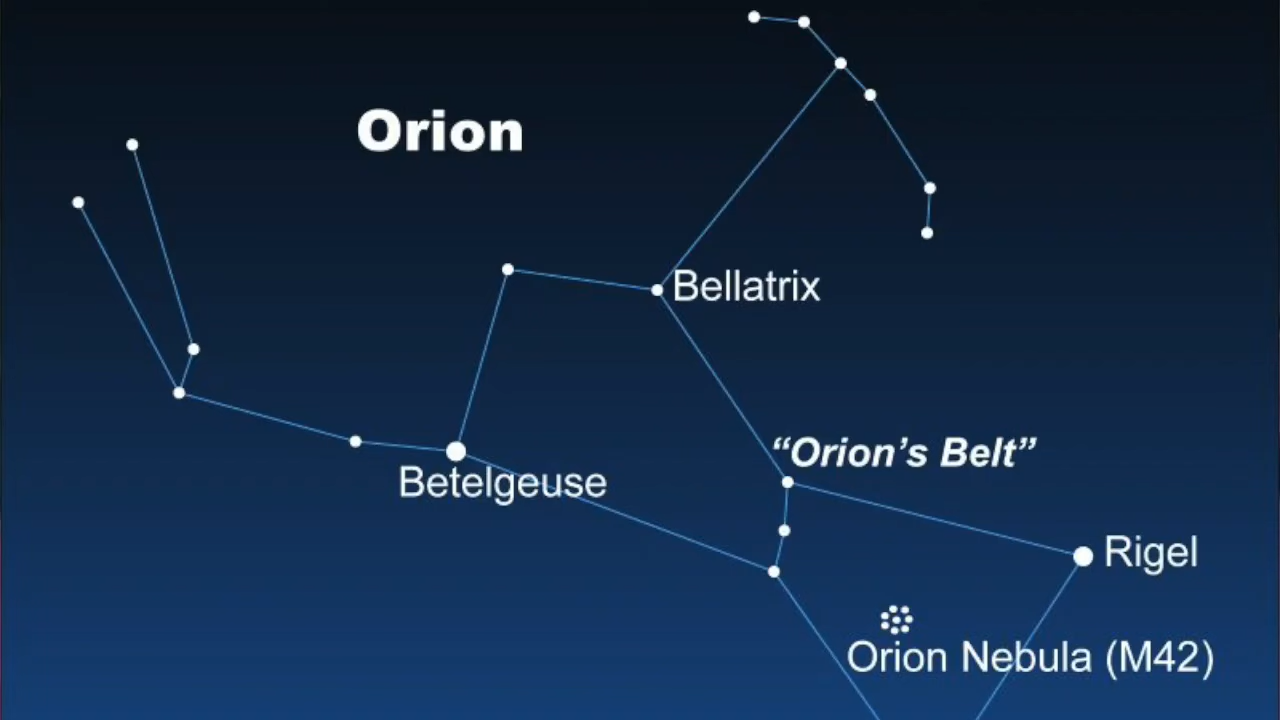 Orion
Bellatrix
“Orion’s Belt”
Betelgeuse
Rigel
Orion Nebula (M42)